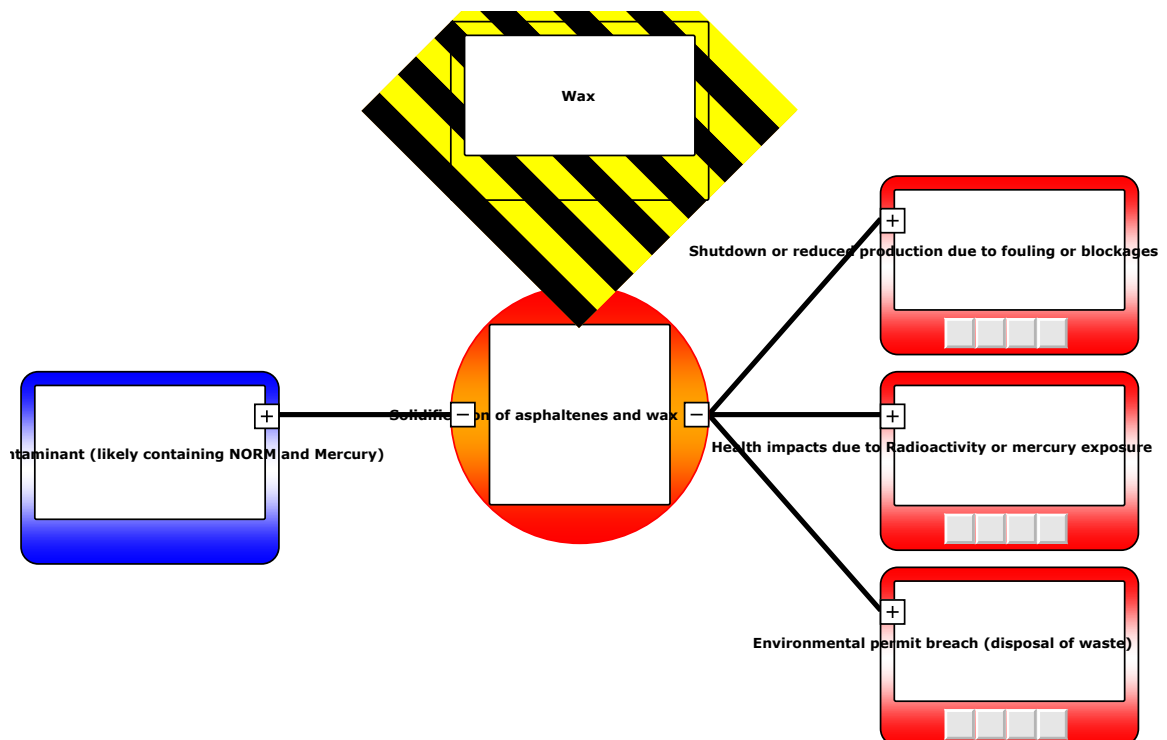 Wax
Shutdown or reduced production due to fouling or blockages
Solidification of asphaltenes and wax
Health impacts due to Radioactivity or mercury exposure
(likely containing NORM and Mercury)
Environmental permit breach (disposal of waste)